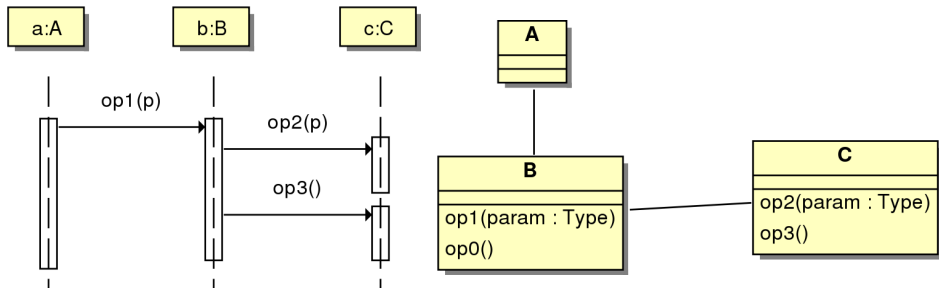 a:A
b:B
c:C
op1(p)
op2(p)
op3()
A
B
op1(param : Type)
op0()
C
op2(param : Type)
op3()